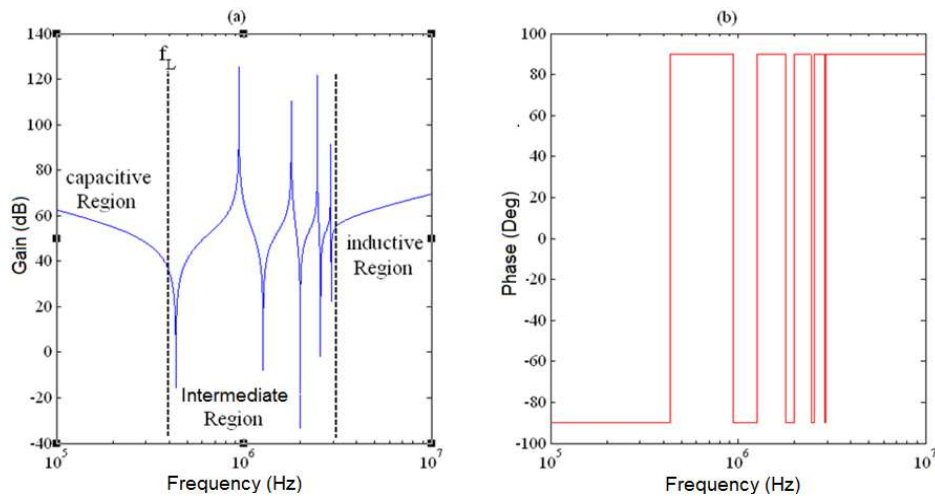 (a)
140
120
100
80
60
40
20
0
-20
-40
Gain (dB)
f_L
capacitive
Region
Intermediate
Region
inductive
Region
10^5
10^6
10^7
Frequency (Hz)
(b)
100
80
60
40
20
0
-20
-40
-60
-80
-100
Phase (Deg)
10^5
10^6
10^7
Frequency (Hz)